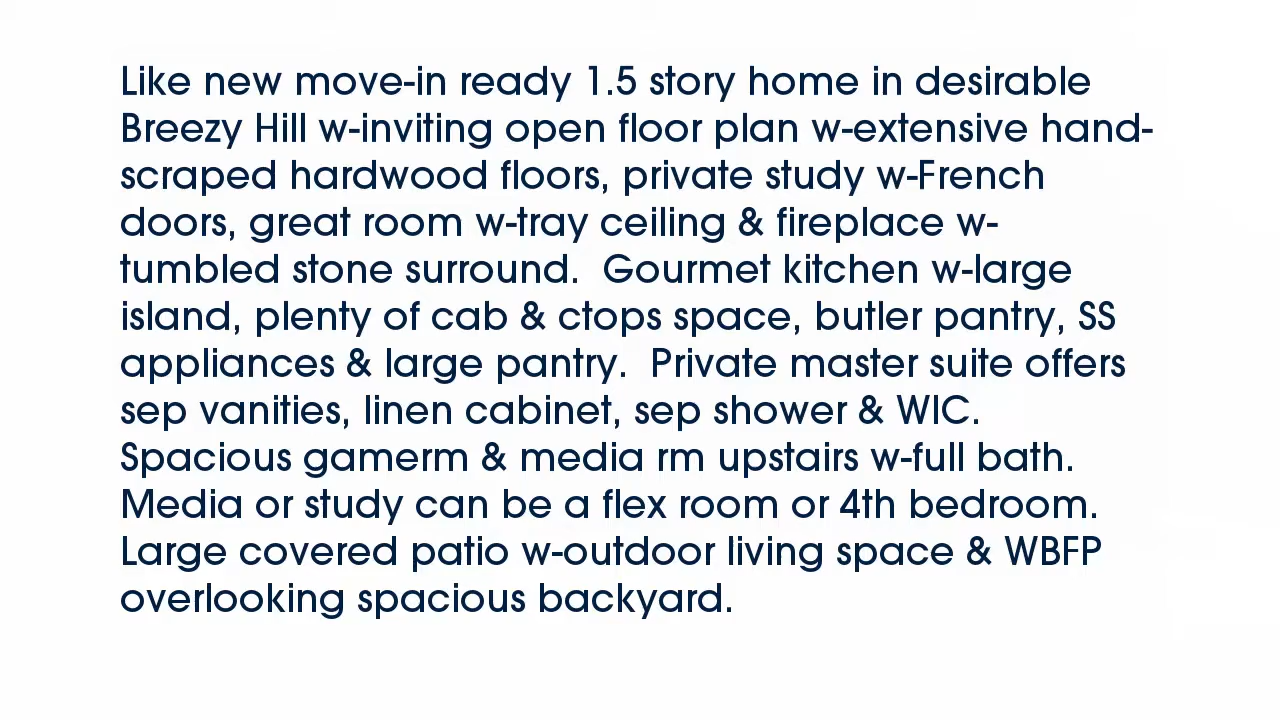 Like new move-in ready 1.5 story home in desirable
Breezy Hill w-inviting open floor plan w-extensive hand-
scraped hardwood floors, private study w-French
doors, great room w-tray ceiling & fireplace w-
tumbled stone surround.  Gourmet kitchen w-large
island, plenty of cab & ctops space, butler pantry, SS
appliances & large pantry.  Private master suite offers
sep vanities, linen cabinet, sep shower & WIC.
Spacious gamerm & media rm upstairs w-full bath.
Media or study can be a flex room or 4th bedroom.
Large covered patio w-outdoor living space & WBFP
overlooking spacious backyard.